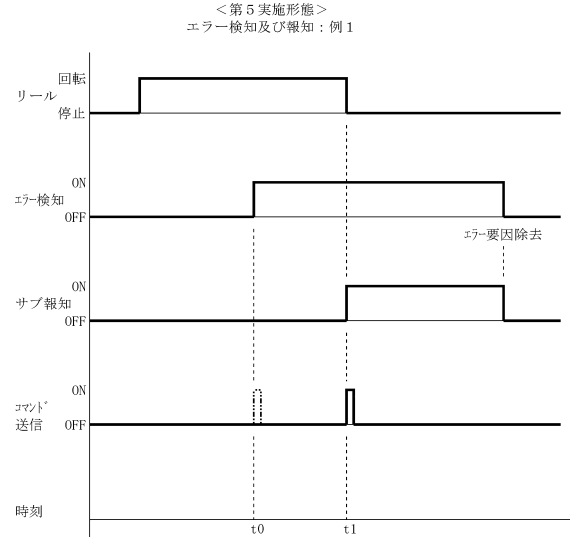 ＜第５実施形態＞
エラー検知及び報知：例１
回転
リール
停止
ON
ｴﾗｰ検知
OFF
ｴﾗｰ要因除去
ON
サブ報知
OFF
ON
ｺﾏﾝﾄﾞ
送信 OFF
時刻
t0 t1